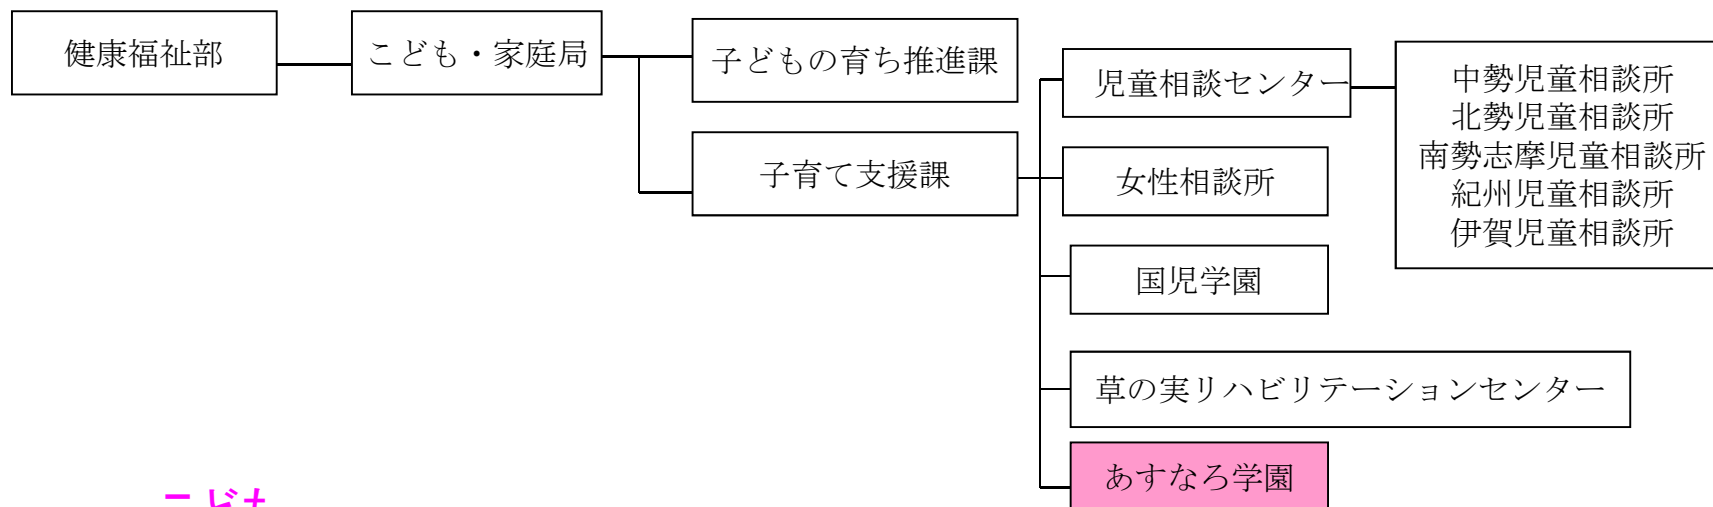 健康福祉部
こども・家庭局
子どもの育ち推進課
子育て支援課
児童相談センター
女性相談所
国児学園
草の実リハビリテーションセンター
あすなろ学園
中勢児童相談所
北勢児童相談所
南勢志摩児童相談所
紀州児童相談所
伊賀児童相談所